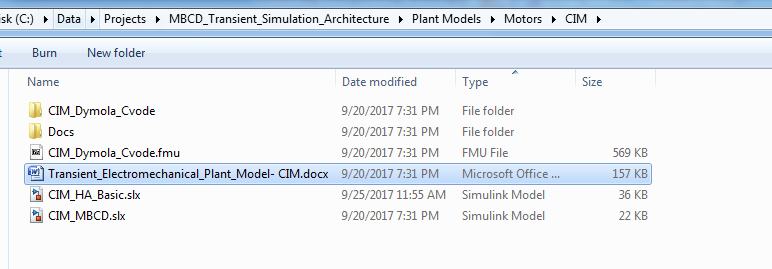 isk (C:) Data Projects MBCD_Transient_Simulation_Architecture Plant Models Motors CIM
Burn New folder
Name Date modified Type Size
CIM_Dymola_Cvode 9/20/2017 7:31 PM File folder
Docs 9/20/2017 7:31 PM File folder
CIM_Dymola_Cvode.fmu 9/20/2017 7:31 PM FMU File 569 KB
Transient_Electromechanical_Plant_Model- CIM.docx 9/20/2017 7:31 PM Microsoft Office ... 157 KB
CIM_HA_Basic.slx 9/25/2017 11:55 AM Simulink Model 36 KB
CIM_MBCD.slx 9/20/2017 7:31 PM Simulink Model 22 KB